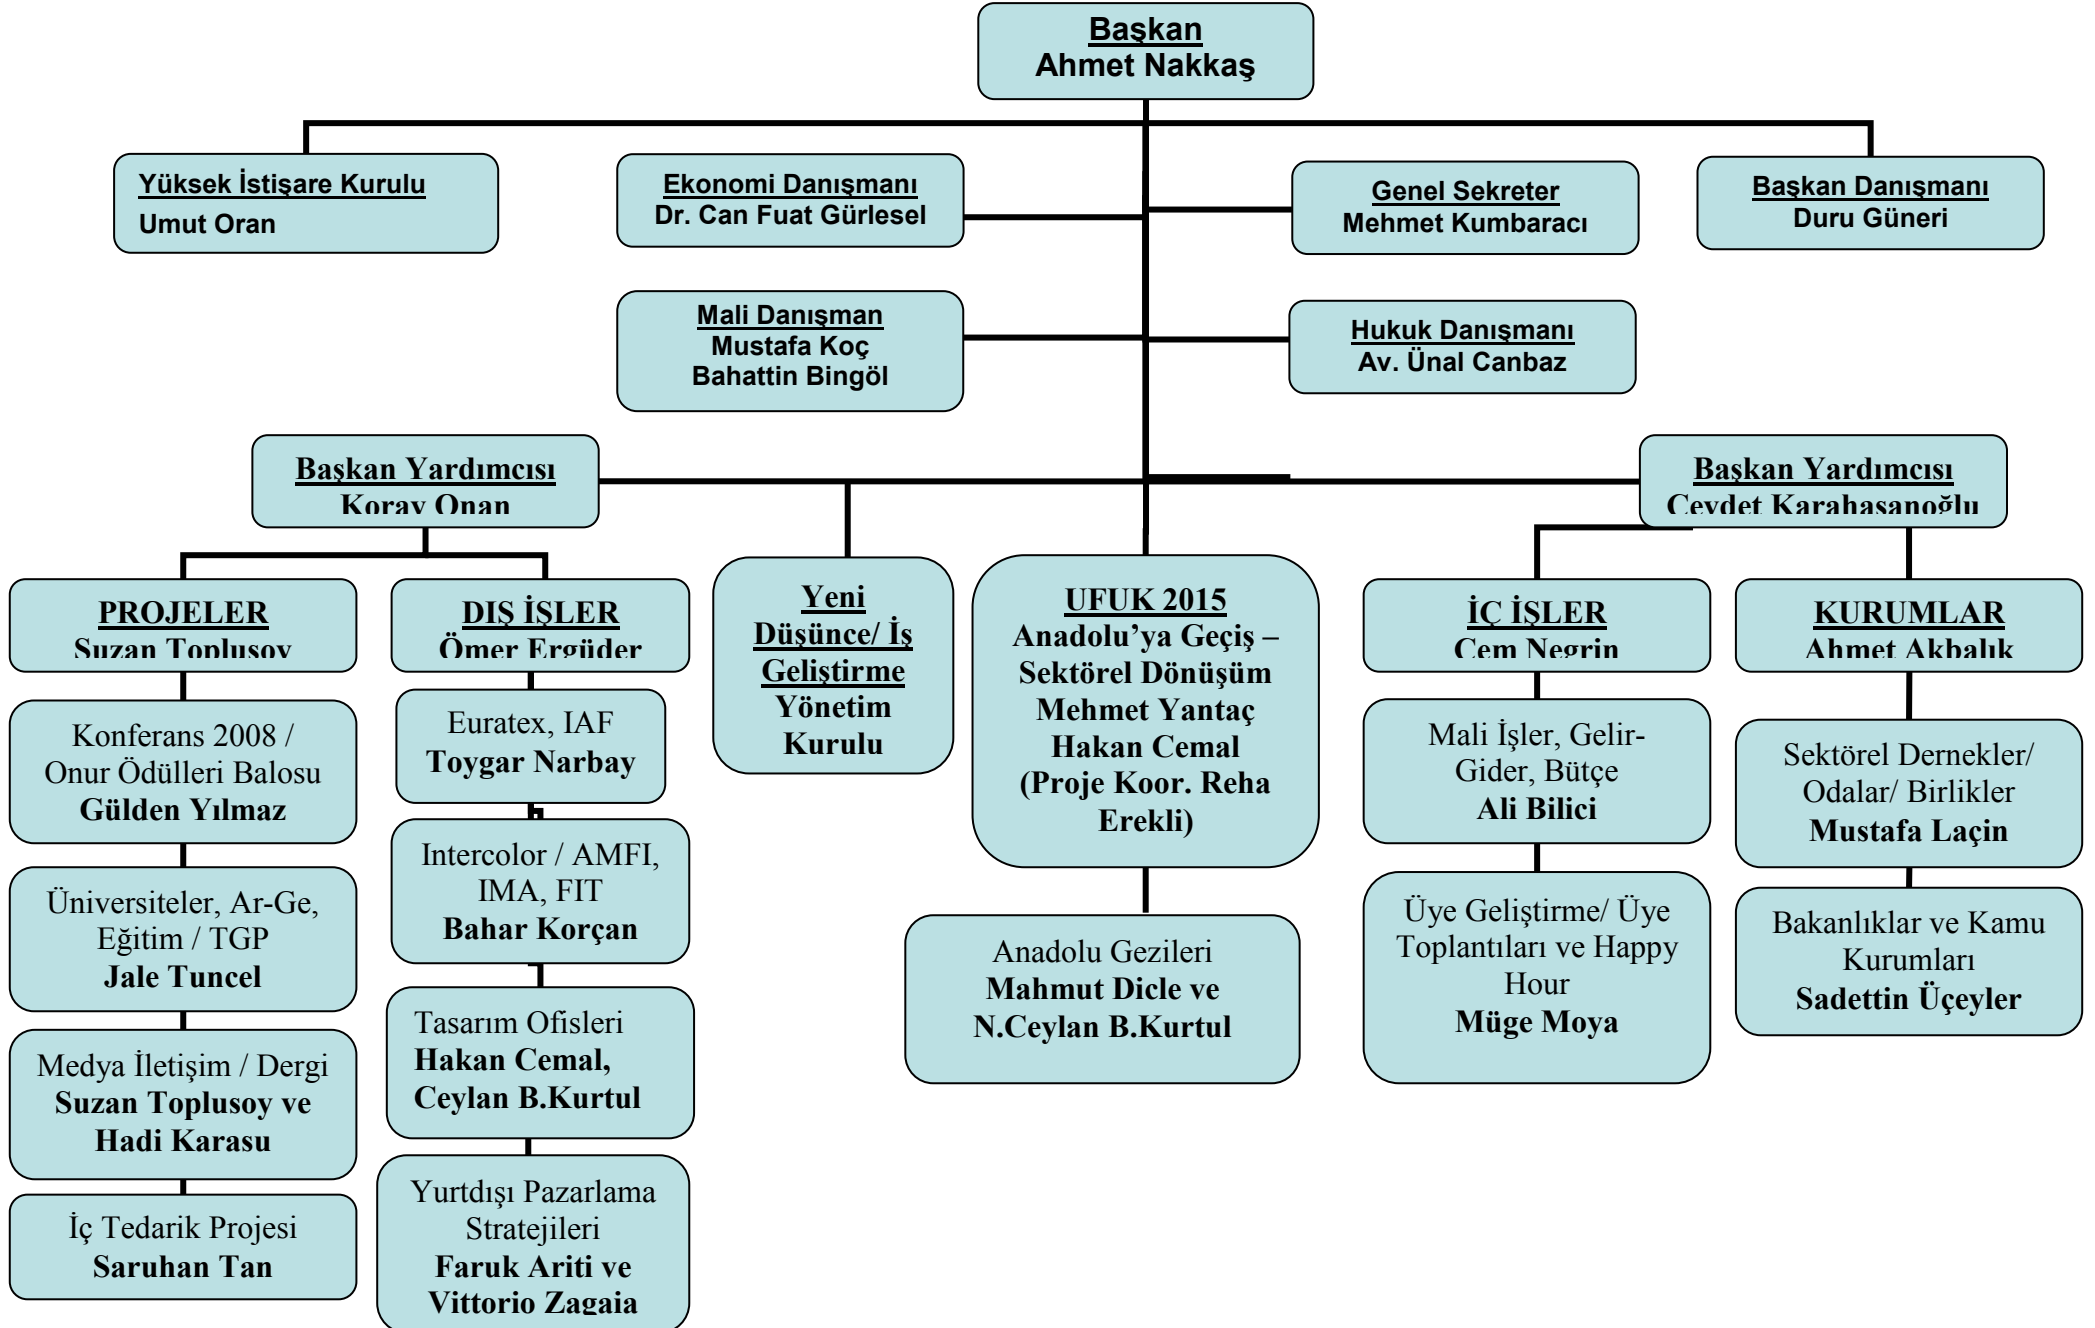 Başkan
Ahmet Nakkaş
Yüksek İstişare Kurulu
Umut Oran
Ekonomi Danışmanı
Dr. Can Fuat Gürlesel
Genel Sekreter
Mehmet Kumbaracı
Başkan Danışmanı
Duru Güneri
Mali Danışman
Mustafa Koç
Bahattin Bingöl
Hukuk Danışmanı
Av. Ünal Canbaz
Başkan Yardımcısı
Koray Onan
Başkan Yardımcısı
Cevdet Karahasanoğlu
PROJELER
Suzan Toplusoy
Konferans 2008 /
Onur Ödülleri Balosu
Gülden Yılmaz
Üniversiteler, Ar-Ge,
Eğitim / TGP
Jale Tuncel
Medya İletişim / Dergi
Suzan Toplusoy ve
Hadi Karasu
İç Tedarik Projesi
Saruhan Tan
DIŞ İŞLER
Ömer Ergüder
Euratex, IAF
Toygar Narbay
Intercolor / AMFI,
IMA, FIT
Bahar Korçan
Tasarım Ofisleri
Hakan Cemal,
Ceylan B.Kurtul
Yurtdışı Pazarlama
Stratejileri
Faruk Ariti ve
Vittorio Zagaia
Yeni
Düşünce/ İş
Geliştirme
Yönetim
Kurulu
UFUK 2015
Anadolu’ya Geçiş –
Sektörel Dönüşüm
Mehmet Yantaç
Hakan Cemal
(Proje Koor. Reha
Erekli)
Anadolu Gezileri
Mahmut Dicle ve
N.Ceylan B.Kurtul
İÇ İŞLER
Cem Negrin
Mali İşler, Gelir-
Gider, Bütçe
Ali Bilici
Üye Geliştirme/ Üye
Toplantıları ve Happy
Hour
Müge Moya
KURUMLAR
Ahmet Akbalık
Sektörel Dernekler/
Odalar/ Birlikler
Mustafa Laçin
Bakanlıklar ve Kamu
Kurumları
Sadettin Üçeyler